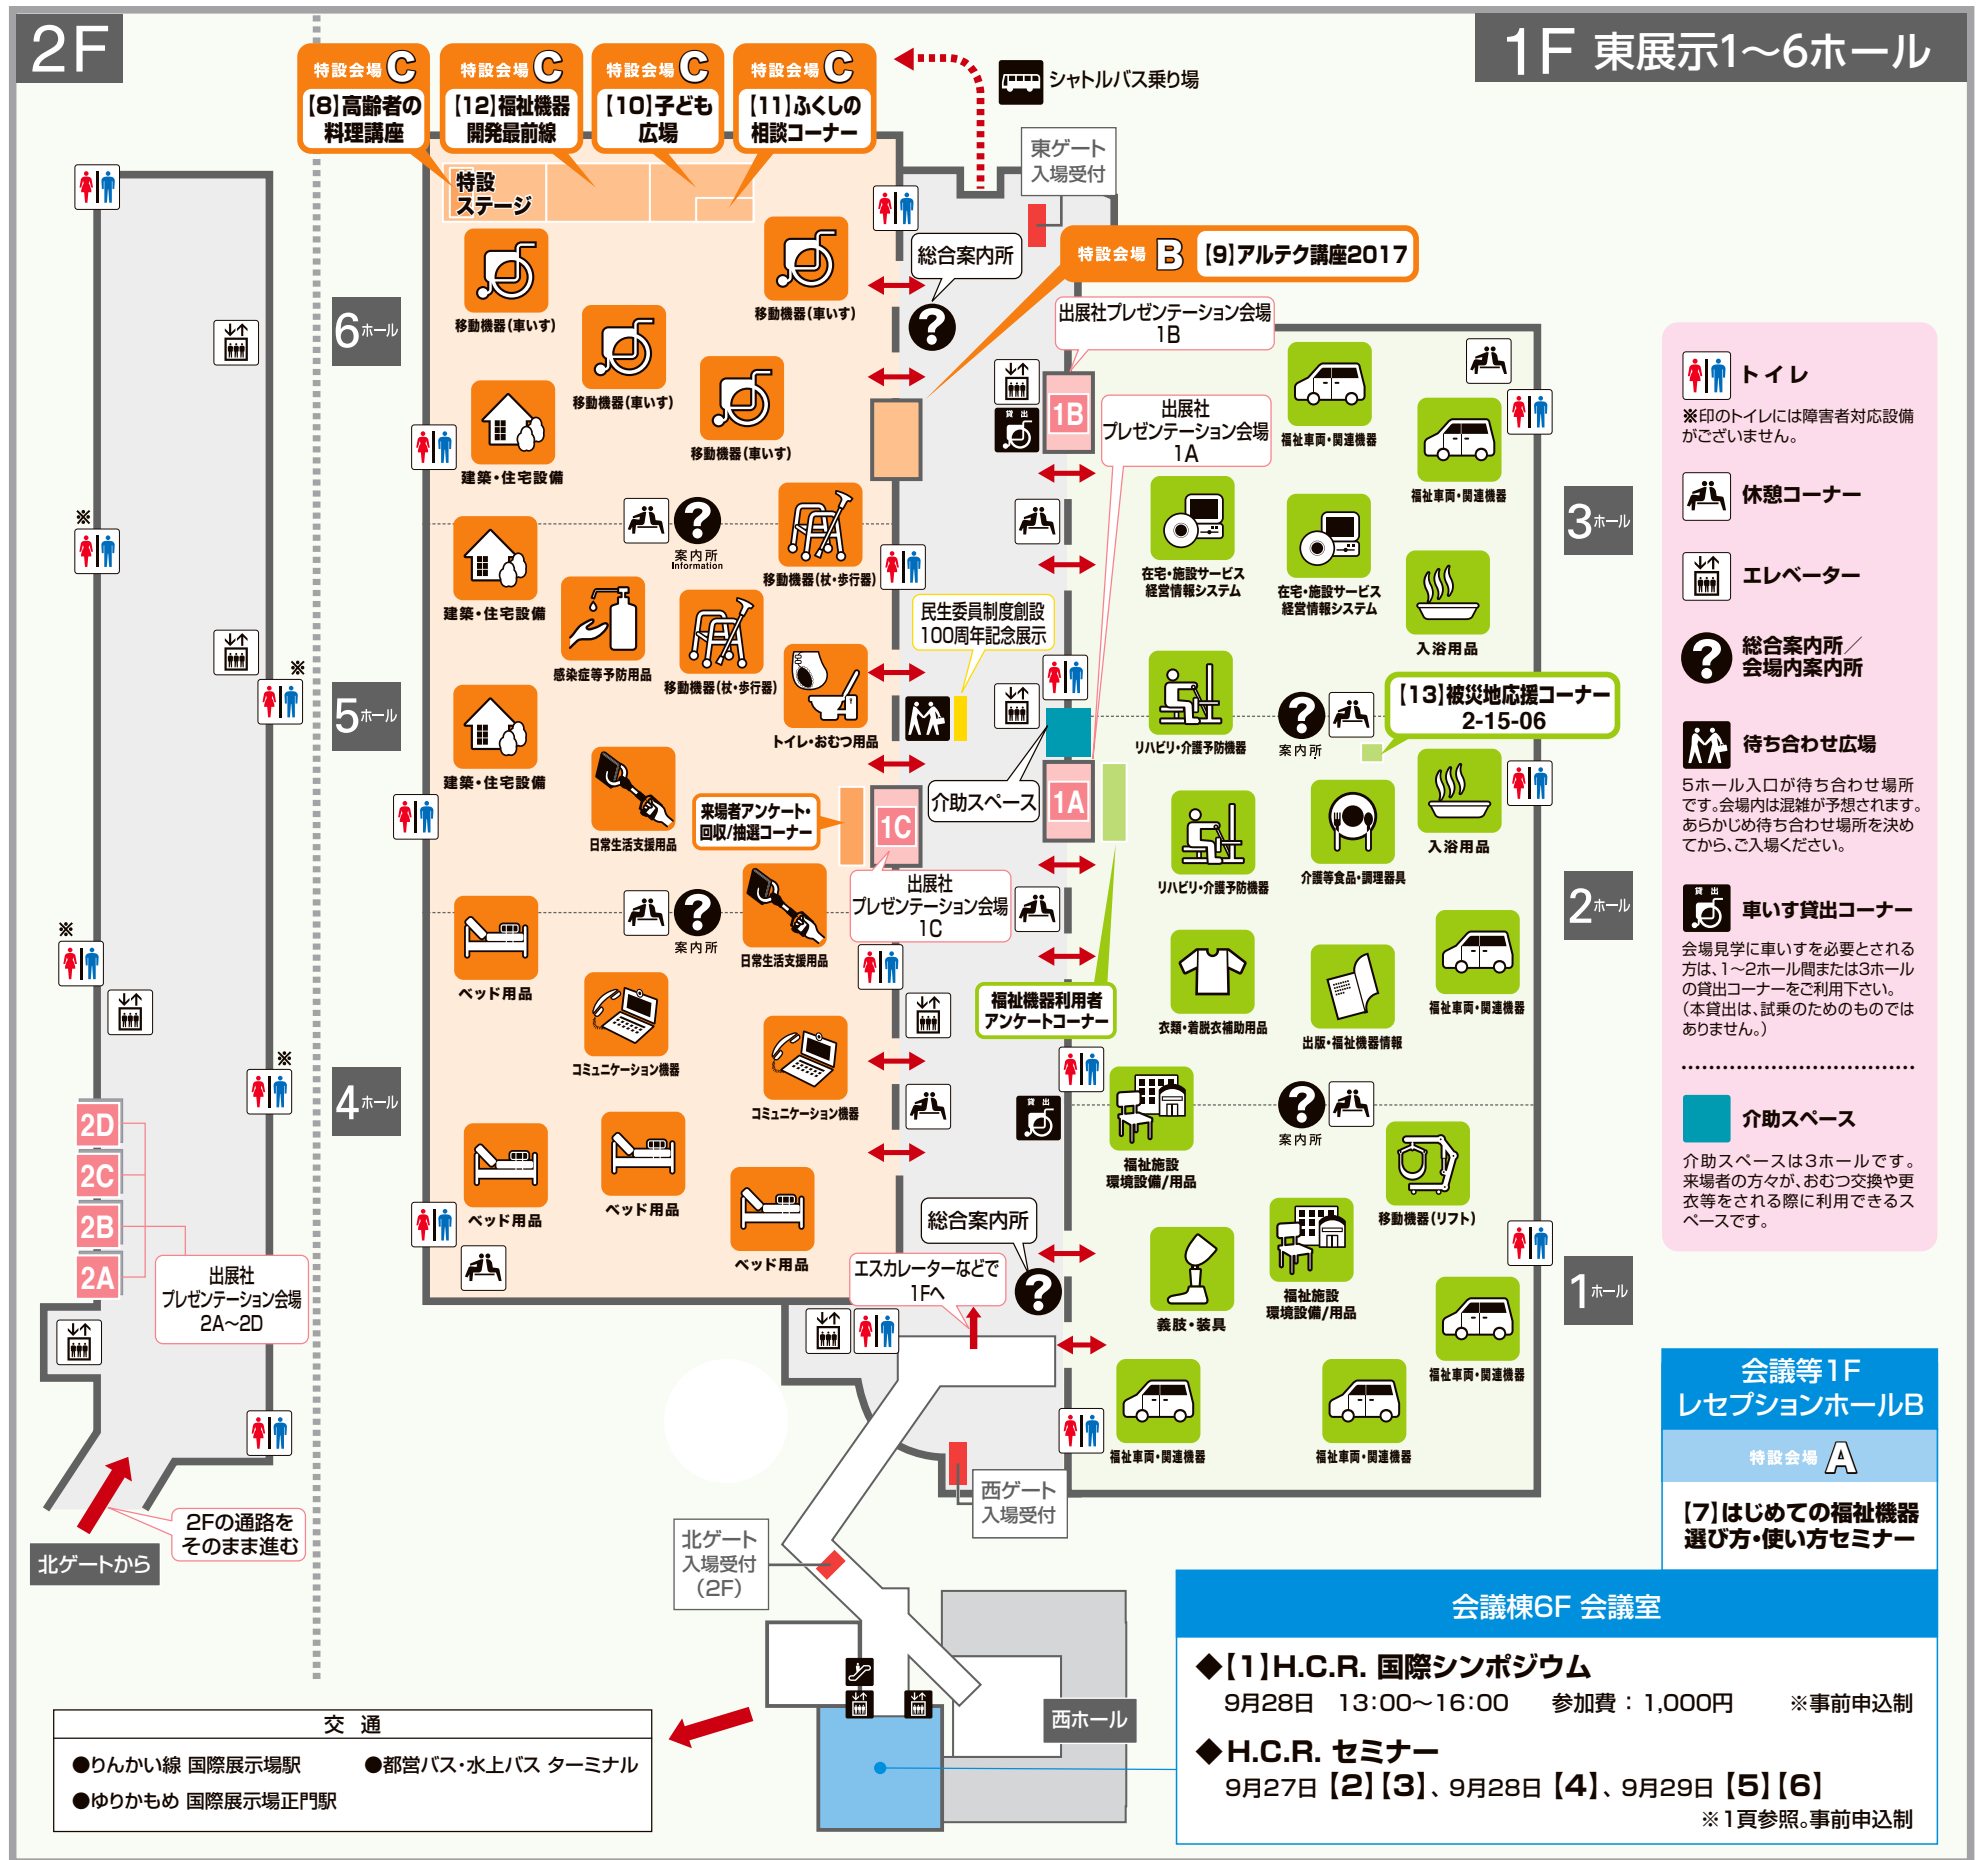 2F
1F 東展示1〜6ホール
特設会場 C
【8】高齢者の
料理講座
特設会場 C
【12】福祉機器
開発最前線
特設会場 C
【10】子ども
広場
特設会場 C
【11】ふくしの
相談コーナー
シャトルバス乗り場
東ゲート
入場受付
特設
ステージ
総合案内所
特設会場 B 【9】アルテク講座2017
移動機器(車いす)
移動機器(車いす)
移動機器(車いす)
移動機器(車いす)
建築・住宅設備
6ホール
出展社プレゼンテーション会場
1B
1B
貸出
出展社
プレゼンテーション会場
1A
福祉車両・関連機器
福祉車両・関連機器
3ホール
案内所
Information
移動機器(杖・歩行器)
建築・住宅設備
感染症等予防用品
移動機器(杖・歩行器)
トイレ・おむつ用品
民生委員制度創設
100周年記念展示
在宅・施設サービス
経営情報システム
在宅・施設サービス
経営情報システム
入浴用品
5ホール
建築・住宅設備
日常生活支援用品
来場者アンケート・
回収/抽選コーナー
1C
介助スペース
1A
リハビリ・介護予防機器
案内所
【13】被災地応援コーナー
2-15-06
入浴用品
リハビリ・介護予防機器
介護等食品・調理器具
出展社
プレゼンテーション会場
1C
2ホール
案内所
日常生活支援用品
ベッド用品
福祉機器利用者
アンケートコーナー
衣類・着脱衣補助用品
出版・福祉機器情報
福祉車両・関連機器
コミュニケーション機器
コミュニケーション機器
4ホール
貸出
福祉施設
環境設備/用品
案内所
移動機器(リフト)
ベッド用品
ベッド用品
ベッド用品
総合案内所
エスカレーターなどで
1Fへ
義肢・装具
福祉施設
環境設備/用品
福祉車両・関連機器
1ホール
福祉車両・関連機器
福祉車両・関連機器
西ゲート
入場受付
北ゲート
入場受付
(2F)
西ホール
※
※
※
※
2D
2C
2B
2A
出展社
プレゼンテーション会場
2A〜2D
2Fの通路を
そのまま進む
北ゲートから
トイレ
※印のトイレには障害者対応設備
がございません。
休憩コーナー
エレベーター
総合案内所／
会場内案内所
待ち合わせ広場
5ホール入口が待ち合わせ場所
です。会場内は混雑が予想されます。
あらかじめ待ち合わせ場所を決め
てから、ご入場ください。
貸出
車いす貸出コーナー
会場見学に車いすを必要とされる
方は、1〜2ホール間または3ホール
の貸出コーナーをご利用下さい。
(本貸出は、試乗のためのものでは
ありません。)
介助スペース
介助スペースは3ホールです。
来場者の方々が、おむつ交換や更
衣等をされる際に利用できるス
ペースです。
会議等1F
レセプションホールB
特設会場 A
【7】はじめての福祉機器
選び方・使い方セミナー
会議棟6F 会議室
◆【1】H.C.R. 国際シンポジウム
9月28日 13:00〜16:00 参加費：1,000円 ※事前申込制
◆H.C.R. セミナー
9月27日【2】【3】、9月28日【4】、9月29日【5】【6】
※1頁参照。事前申込制
交 通
●りんかい線 国際展示場駅 ●都営バス・水上バス ターミナル
●ゆりかもめ 国際展示場正門駅